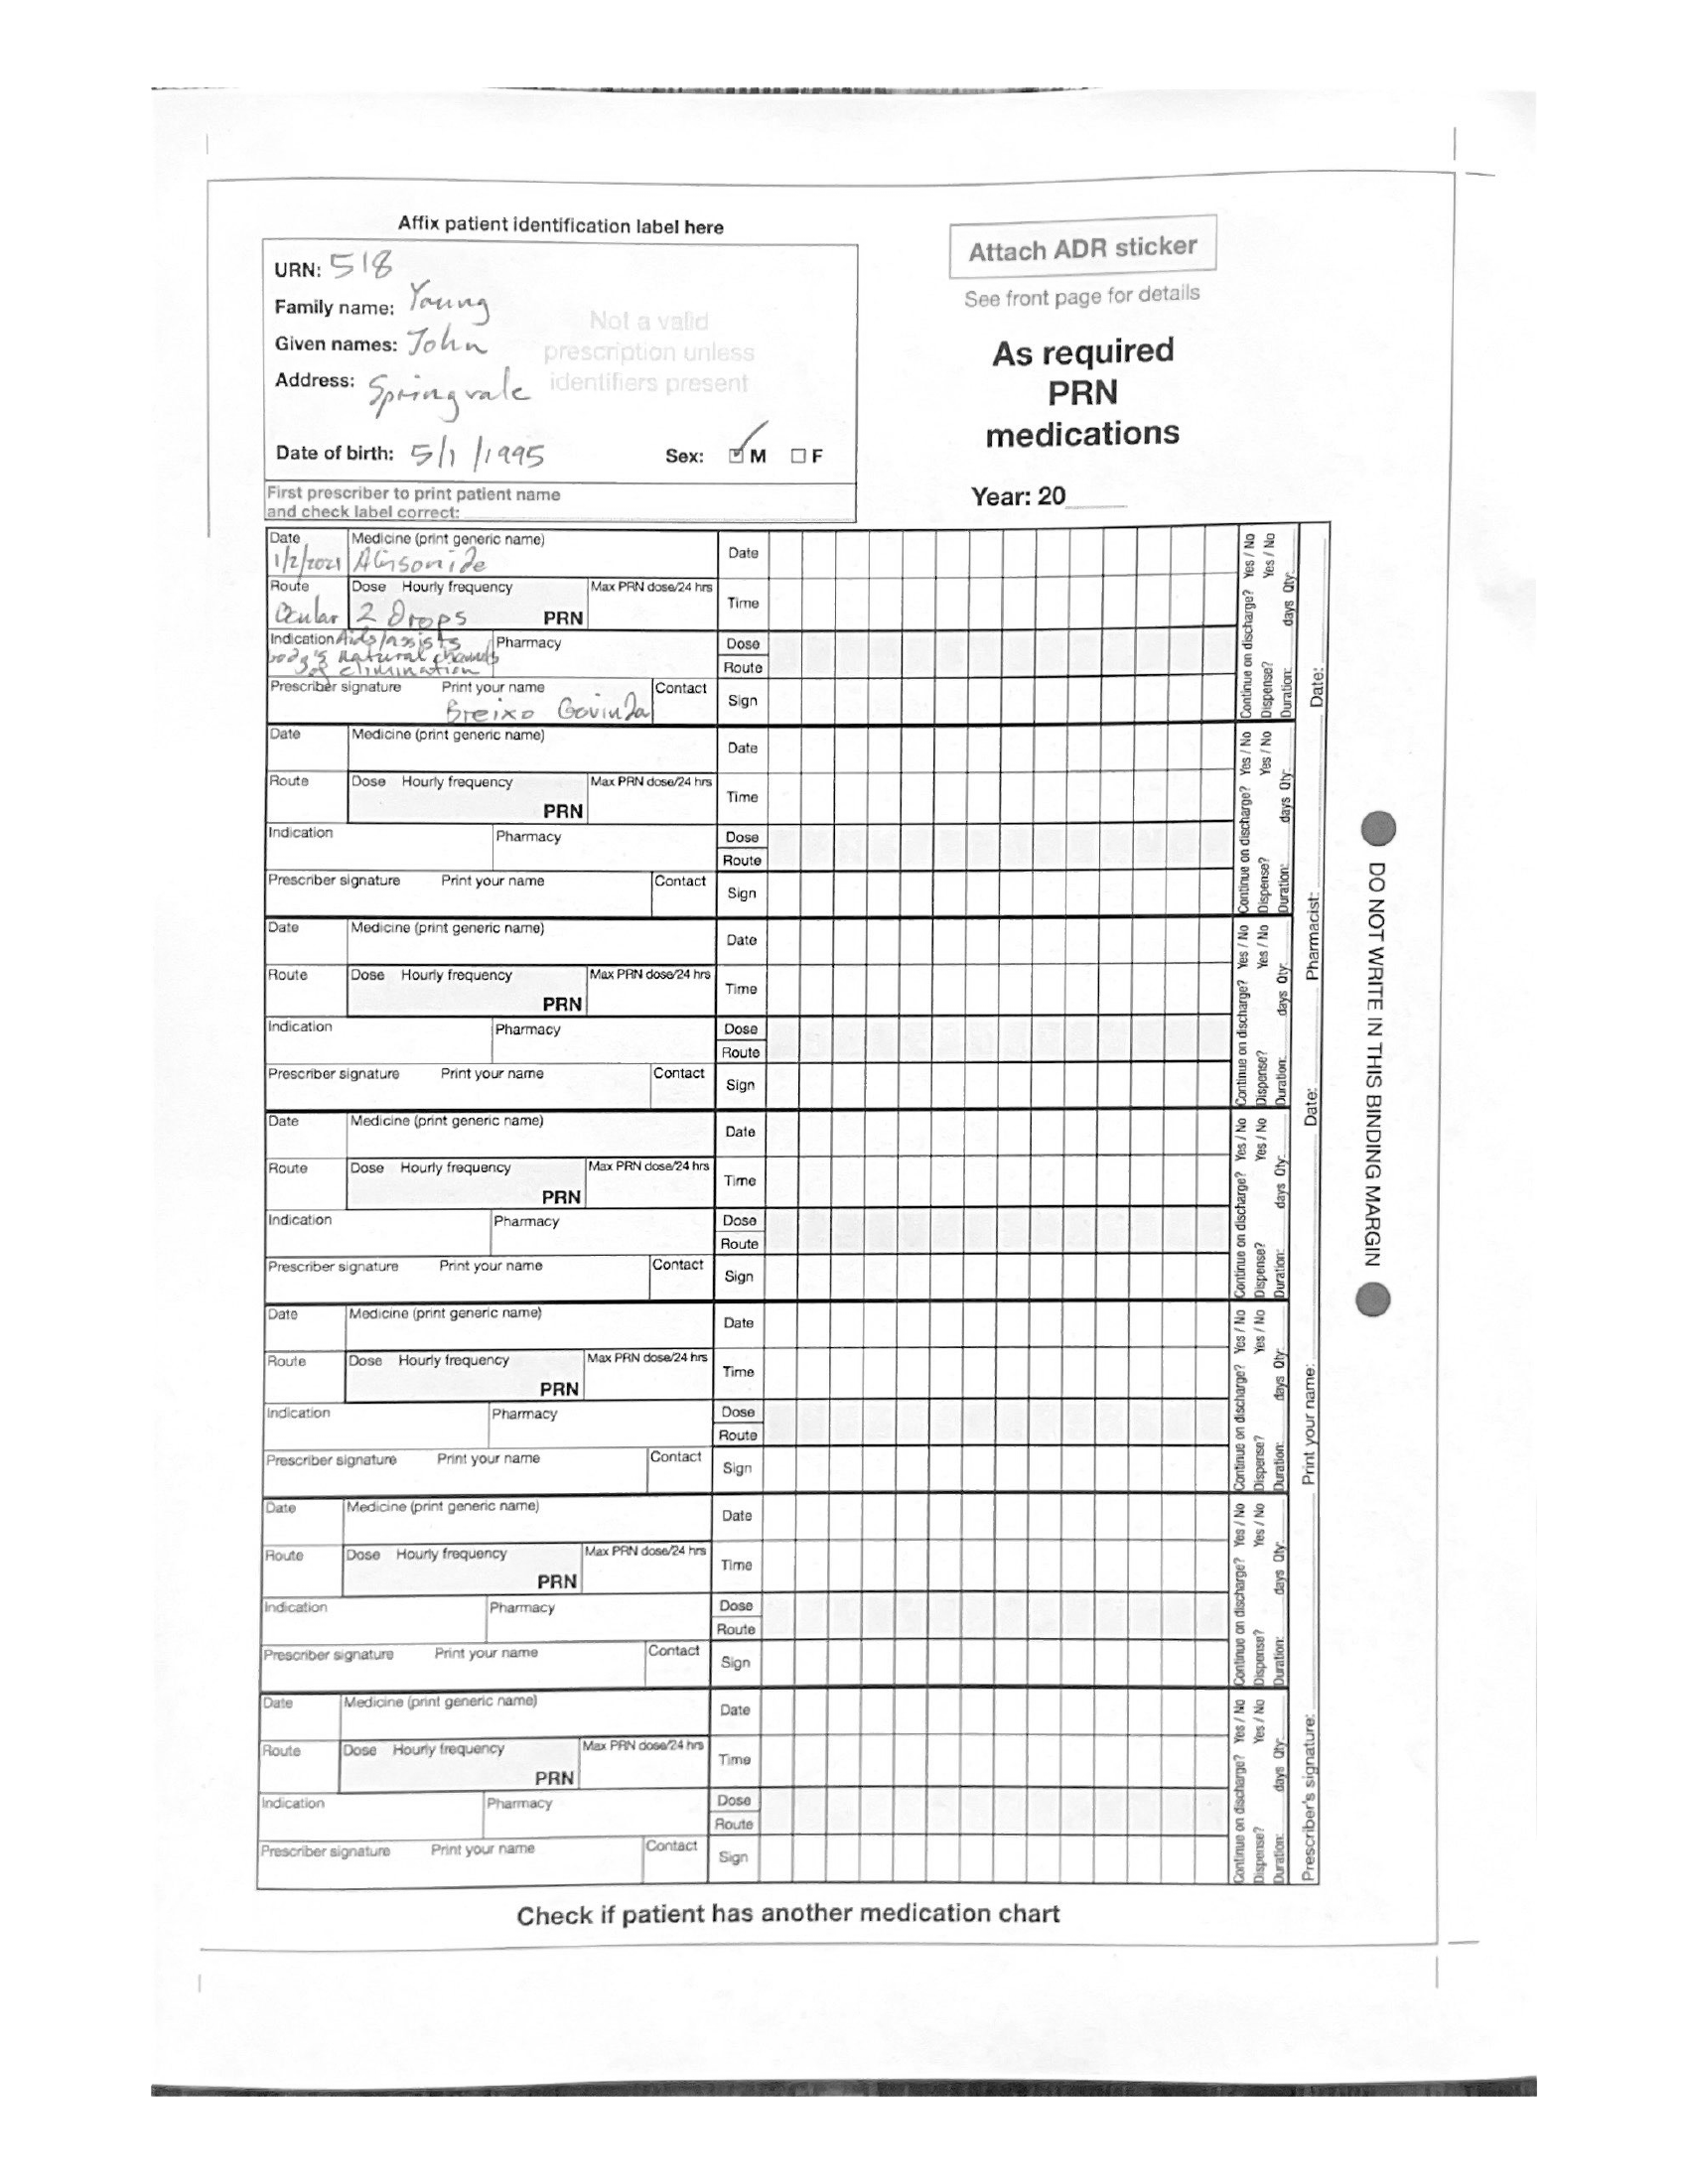 Affix patient identification label here
Attach ADR sticker
See front page for details
As required
PRN
medications
Year: 20
URN: 518
Family name: Young
Given names: John
Address: Springvale
Not a valid
prescription unless
identifiers present
Date of birth: 5/1/1995 Sex: M F
First prescriber to print patient name
and check label correct:
Date Medicine (print generic name) Date
1/2/2021
Route Dose Hourly frequency Max PRN dose/24 hrs Time
Ocular 2 Drops PRN
Indication Aids/assists Pharmacy Dose
body's natural
of elimination Route
Prescriber signature Print your name Contact Sign
Breixo Govinda
Continue on discharge? Yes / No
Dispense? Yes / No
Duration: days Qty:
Date Medicine (print generic name) Date
Route Dose Hourly frequency Max PRN dose/24 hrs Time
PRN
Indication Pharmacy Dose
Route
Prescriber signature Print your name Contact Sign
Continue on discharge? Yes / No
Dispense? Yes / No
Duration: days Qty:
Date Medicine (print generic name) Date
Route Dose Hourly frequency Max PRN dose/24 hrs Time
PRN
Indication Pharmacy Dose
Route
Prescriber signature Print your name Contact Sign
Continue on discharge? Yes / No
Dispense? Yes / No
Duration: days Qty:
Date Medicine (print generic name) Date
Route Dose Hourly frequency Max PRN dose/24 hrs Time
PRN
Indication Pharmacy Dose
Route
Prescriber signature Print your name Contact Sign
Continue on discharge? Yes / No
Dispense? Yes / No
Duration: days Qty:
Date Medicine (print generic name) Date
Route Dose Hourly frequency Max PRN dose/24 hrs Time
PRN
Indication Pharmacy Dose
Route
Prescriber signature Print your name Contact Sign
Continue on discharge? Yes / No
Dispense? Yes / No
Duration: days Qty:
Date Medicine (print generic name) Date
Route Dose Hourly frequency Max PRN dose/24 hrs Time
PRN
Indication Pharmacy Dose
Route
Prescriber signature Print your name Contact Sign
Continue on discharge? Yes / No
Dispense? Yes / No
Duration: days Qty:
Date Medicine (print generic name) Date
Route Dose Hourly frequency Max PRN dose/24 hrs Time
PRN
Indication Pharmacy Dose
Route
Prescriber signature Print your name Contact Sign
Continue on discharge? Yes / No
Dispense? Yes / No
Duration: days Qty:
Prescriber's signature: Print your name: Date: Pharmacist: Date:
DO NOT WRITE IN THIS BINDING MARGIN
Check if patient has another medication chart